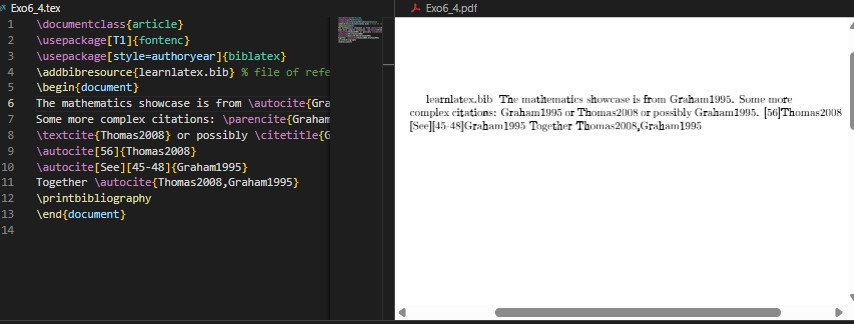 Exo6_4.tex
1 \documentclass{article}
2 \usepackage[T1]{fontenc}
3 \usepackage[style=authoryear]{biblatex}
4 \addbibresource{learnlatex.bib} % file of refe
5 \begin{document}
6 The mathematics showcase is from \autocite{Gra
7 Some more complex citations: \parencite{Graham
8 \textcite{Thomas2008} or possibly \citetitle{G
9 \autocite[56]{Thomas2008}
10 \autocite[See][45-48]{Graham1995}
11 Together \autocite{Thomas2008,Graham1995}
12 \printbibliography
13 \end{document}
14
Exo6_4.pdf
learnlatex.bib The mathematics showcase is from Graham1995. Some more
complex citations: Graham1995 or Thomas2008 or possibly Graham1995. [56]Thomas2008
[See][45-48]Graham1995 Together Thomas2008,Graham1995